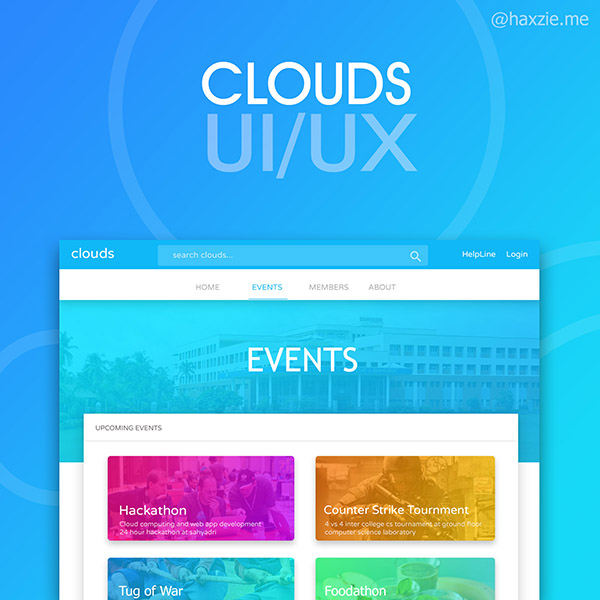 @haxzie.me
CLOUDS
UI/UX
clouds
search clouds...
HelpLine
Login
HOME
EVENTS
MEMBERS
ABOUT
EVENTS
UPCOMING EVENTS
Hackathon
Cloud computing and web app development
24 hour hackathon at sahyadri
Counter Strike Tournment
4 vs 4 inter college cs tournament at ground floor
computer science laboratory
Tug of War
Foodathon